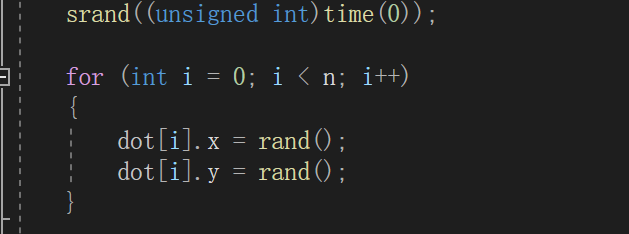 srand((unsigned int)time(0));
for (int i = 0; i < n; i++)
{
dot[i].x = rand();
dot[i].y = rand();
}